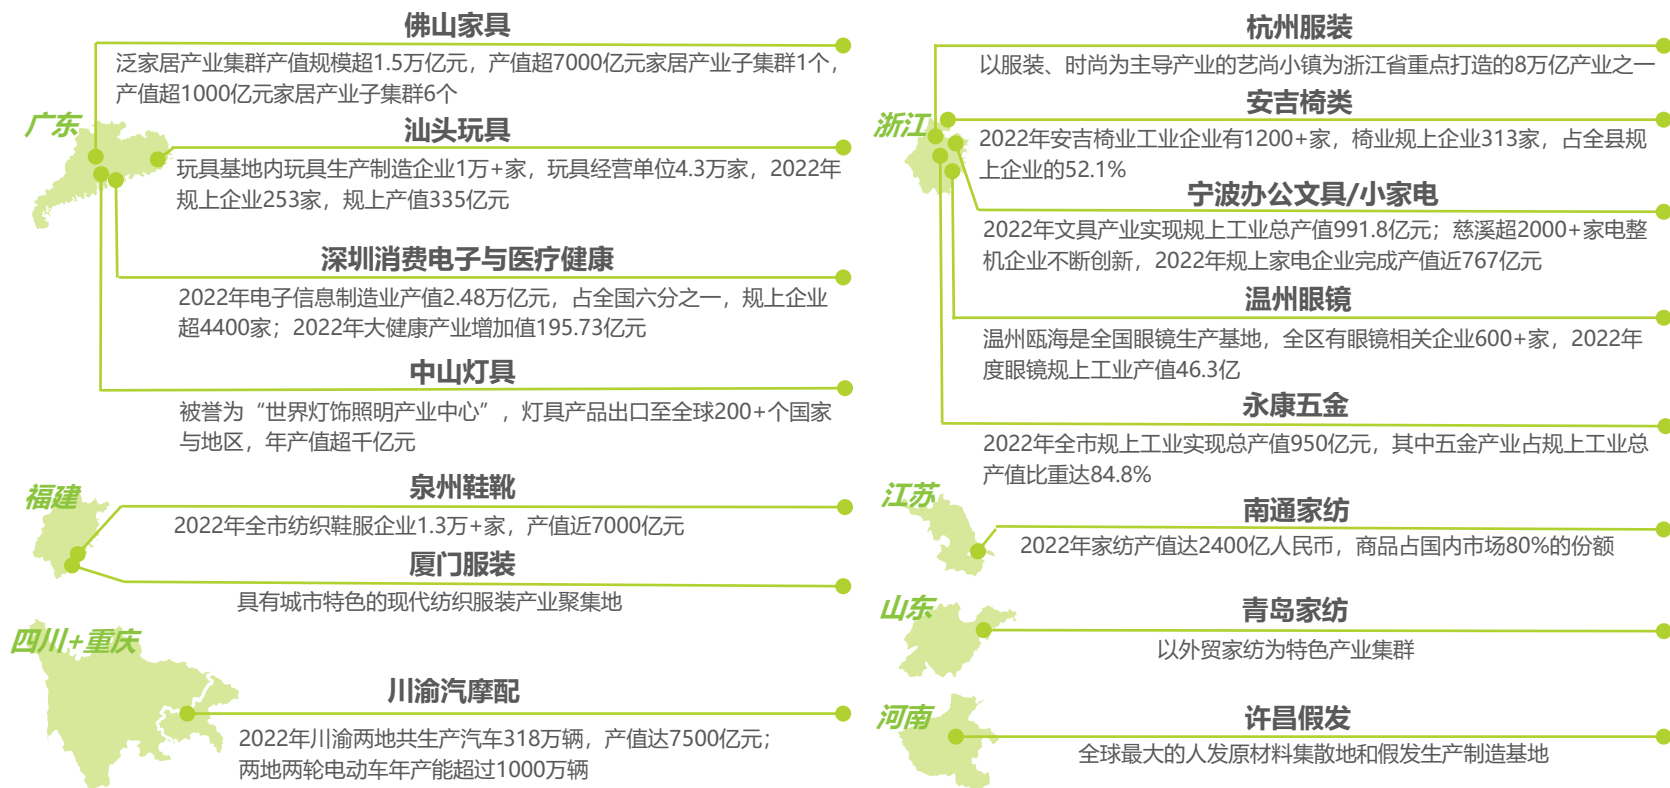 广东
佛山家具
泛家居产业集群产值规模超1.5万亿元，产值超7000亿元家居产业子集群1个，
产值超1000亿元家居产业子集群6个
汕头玩具
玩具基地内玩具生产制造企业1万+家，玩具经营单位4.3万家，2022年
规上企业253家，规上产值335亿元
深圳消费电子与医疗健康
2022年电子信息制造业产值2.48万亿元，占全国六分之一，规上企业
超4400家；2022年大健康产业增加值195.73亿元
中山灯具
被誉为“世界灯饰照明产业中心”，灯具产品出口至全球200+个国家
与地区，年产值超千亿元
福建
泉州鞋靴
2022年全市纺织鞋服企业1.3万+家，产值近7000亿元
厦门服装
具有城市特色的现代纺织服装产业聚集地
四川+重庆
川渝汽摩配
2022年川渝两地共生产汽车318万辆，产值达7500亿元；
两地两轮电动车年产能超过1000万辆
浙江
杭州服装
以服装、时尚为主导产业的艺尚小镇为浙江省重点打造的8万亿产业之一
安吉椅类
2022年安吉椅业工业企业有1200+家，椅业规上企业313家，占全县规
上企业的52.1%
宁波办公文具/小家电
2022年文具产业实现规上工业总产值991.8亿元；慈溪超2000+家电整
机企业不断创新，2022年规上家电企业完成产值近767亿元
温州眼镜
温州瓯海是全国眼镜生产基地，全区有眼镜相关企业600+家，2022年
度眼镜规上工业产值46.3亿
永康五金
2022年全市规上工业实现总产值950亿元，其中五金产业占规上工业总
产值比重达84.8%
江苏
南通家纺
2022年家纺产值达2400亿人民币，商品占国内市场80%的份额
山东
青岛家纺
以外贸家纺为特色产业集群
河南
许昌假发
全球最大的人发原材料集散地和假发生产制造基地